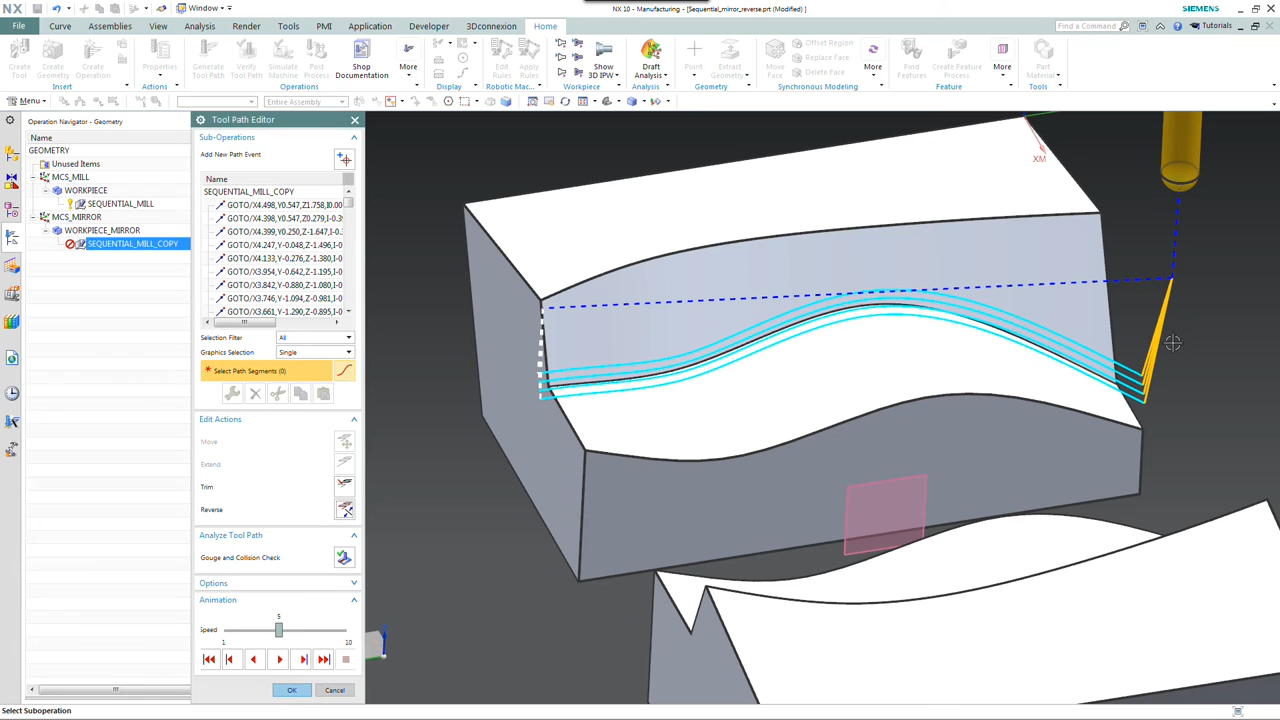 NX
Window
NX 10 - Manufacturing - [Sequential_mirror_reverse.prt (Modified)]
SIEMENS
File
Curve
Assemblies
View
Analysis
Render
Tools
PMI
Application
Developer
3Dconnexion
Home
Find a Command
Tutorials
Create Tool
Create Geometry
Create Operation
Properties
Generate Tool Path
Verify Tool Path
Simulate Machine
Post Process
Shop Documentation
More
Edit Rules
Apply Rules
Show 3D IPW
Draft Analysis
Point
Extract Geometry
Move Face
Offset Region
Replace Face
Delete Face
More
Find Features
Create Feature Process
More
Part Material
Insert
Actions
Operations
Display
Robotic Mac...
Workpiece
Analysis
Geometry
Synchronous Modeling
Feature
Tools
Menu
Entire Assembly
Operation Navigator - Geometry
Name
GEOMETRY
Unused Items
MCS_MILL
WORKPIECE
SEQUENTIAL_MILL
MCS_MIRROR
WORKPIECE_MIRROR
SEQUENTIAL_MILL_COPY
Tool Path Editor
Sub-Operations
Add New Path Event
Name
SEQUENTIAL_MILL_COPY
GOTO/X4.498,Y0.547,Z1.758,I0.00
GOTO/X4.498,Y0.547,Z0.279,I-0.3
GOTO/X4.399,Y0.250,Z-1.647,I-0.
GOTO/X4.247,Y-0.048,Z-1.496,I-0
GOTO/X4.134,Y-0.276,Z-1.380,I-0
GOTO/X3.954,Y-0.642,Z-1.195,I-0
GOTO/X3.842,Y-0.883,Z-1.078,I-0
GOTO/X3.746,Y-1.094,Z-0.981,I-0
GOTO/X3.661,Y-1.290,Z-0.895,I-0
Selection Filter
All
Graphics Selection
Single
* Select Path Segments (0)
Edit Actions
Move
Extend
Trim
Reverse
Analyze Tool Path
Gouge and Collision Check
Options
Animation
5
Speed
1
10
OK
Cancel
XM
Select Suboperation